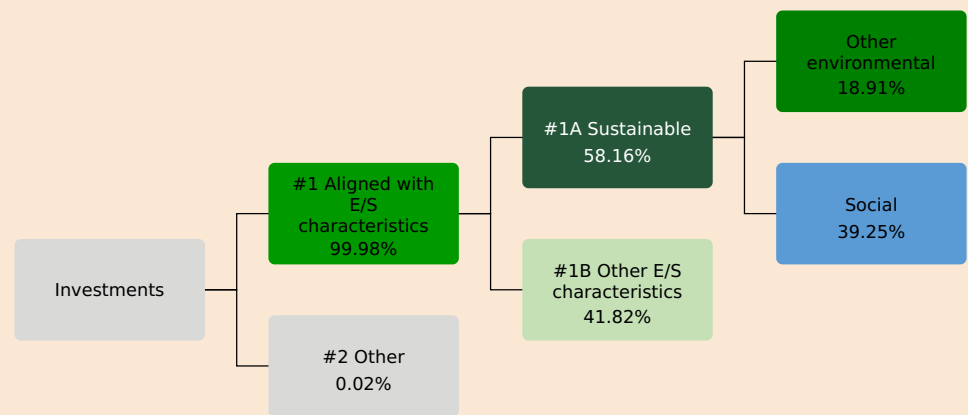 Investments
#1 Aligned with
E/S
characteristics
99.98%
#2 Other
0.02%
#1A Sustainable
58.16%
#1B Other E/S
characteristics
41.82%
Other
environmental
18.91%
Social
39.25%